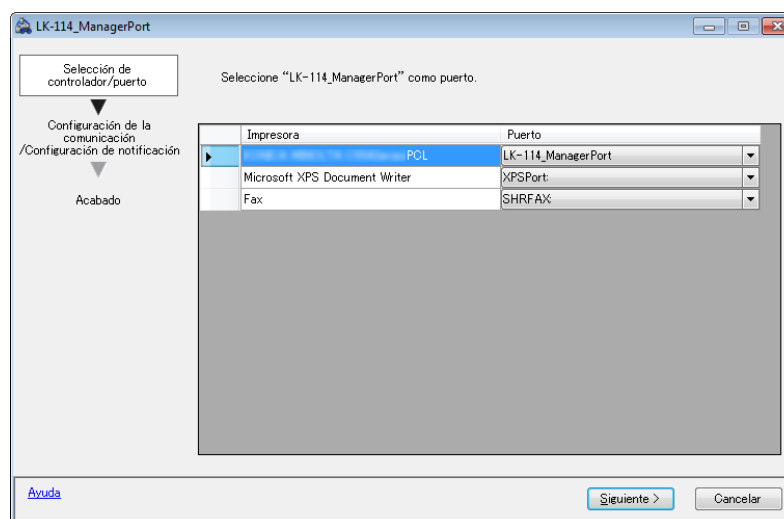 LK-114_ManagerPort
Selección de
controlador/puerto
Configuración de la
comunicación
/Configuración de notificación
Acabado
Seleccione “LK-114_ManagerPort” como puerto.
Impresora Puerto
PCL LK-114_ManagerPort
Microsoft XPS Document Writer XPSPort:
Fax SHRFAX:
Ayuda
Siguiente >
Cancelar